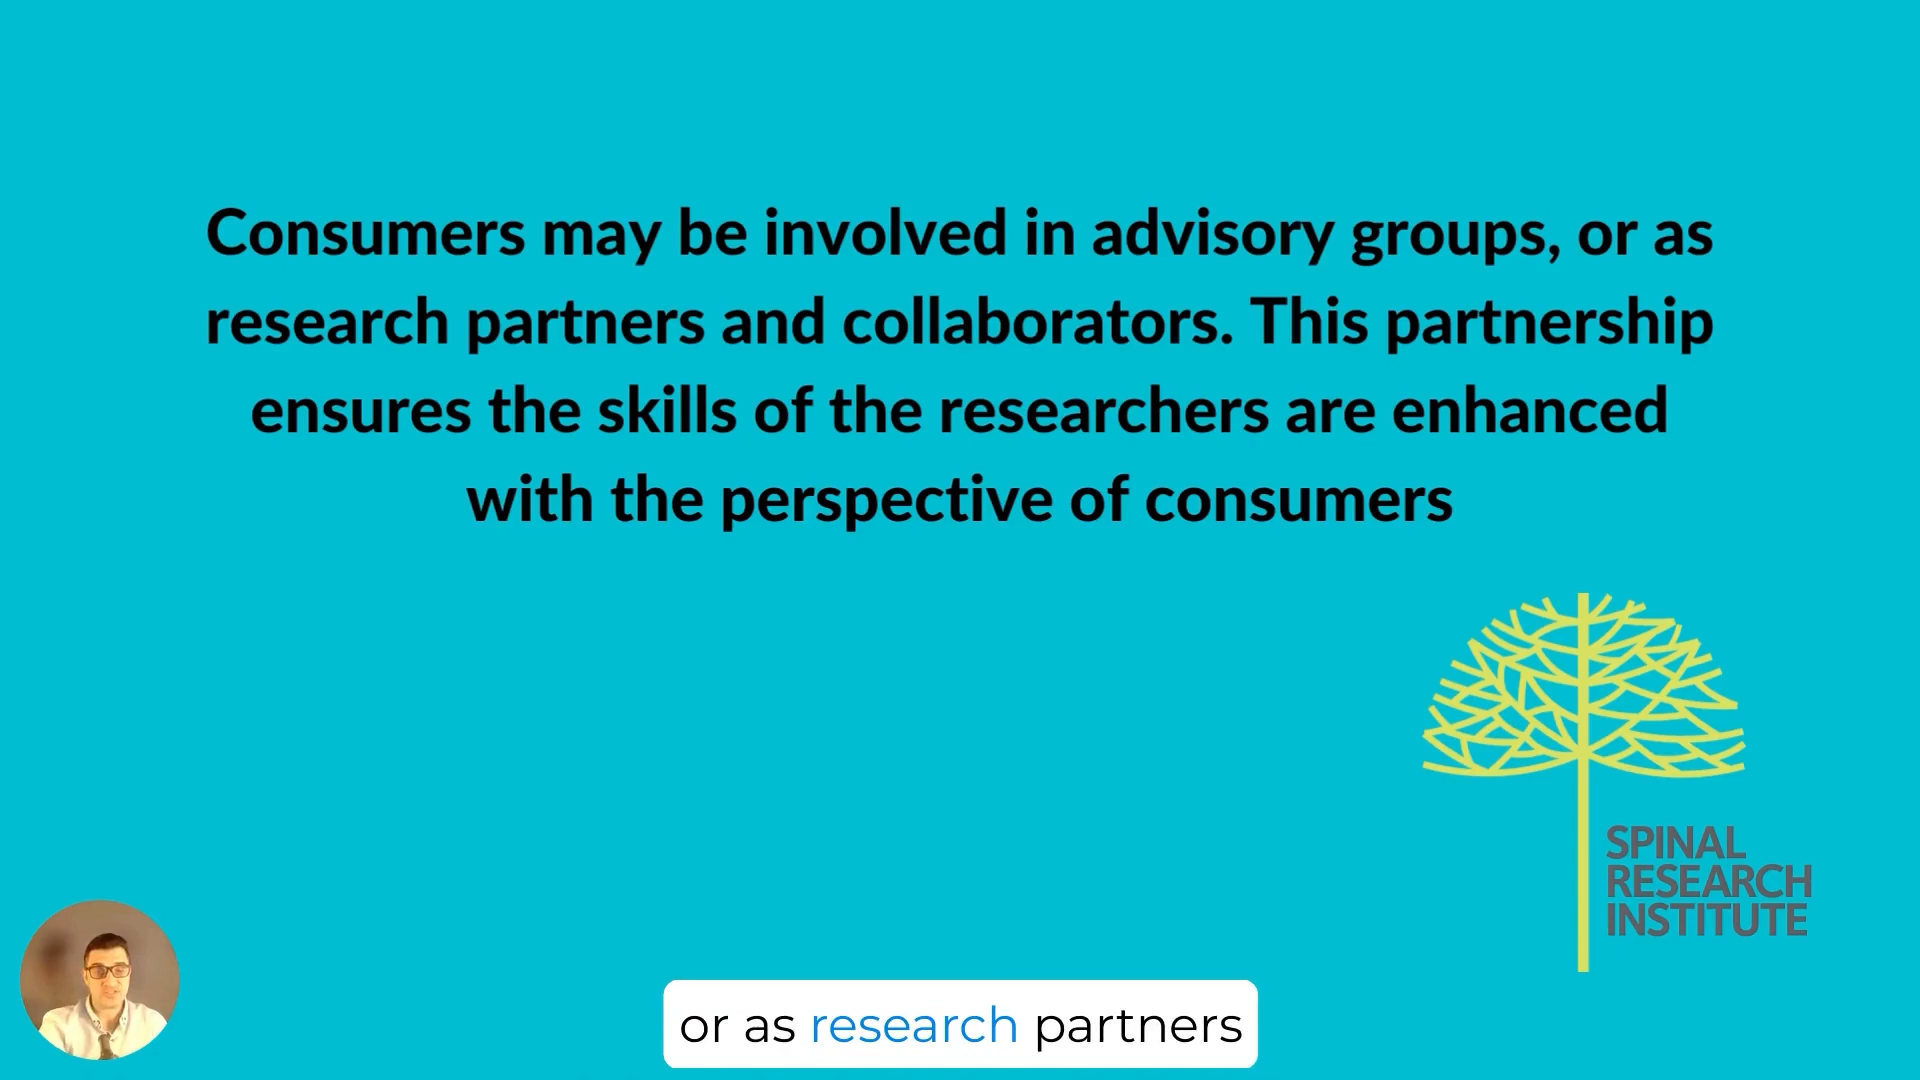 Consumers may be involved in advisory groups, or as
research partners and collaborators. This partnership
ensures the skills of the researchers are enhanced
with the perspective of consumers
SPINAL
RESEARCH
INSTITUTE
or as research partners